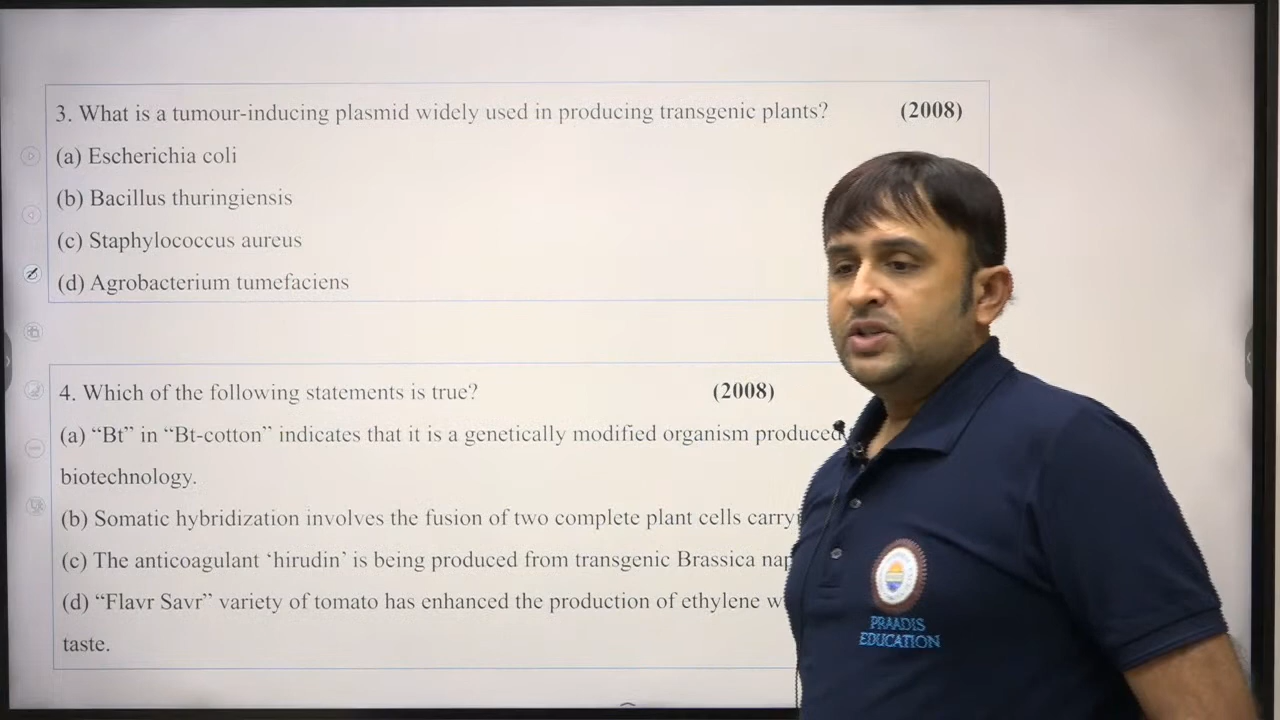 3. What is a tumour-inducing plasmid widely used in producing transgenic plants? (2008)
(a) Escherichia coli
(b) Bacillus thuringiensis
(c) Staphylococcus aureus
(d) Agrobacterium tumefaciens
4. Which of the following statements is true? (2008)
(a) “Bt” in “Bt-cotton” indicates that it is a genetically modified organism produced
biotechnology.
(b) Somatic hybridization involves the fusion of two complete plant cells
(c) The anticoagulant ‘hirudin’ is being produced from transgenic Brassica
(d) “Flavr Savr” variety of tomato has enhanced the production of ethylene
taste.
PRAADIS
EDUCATION